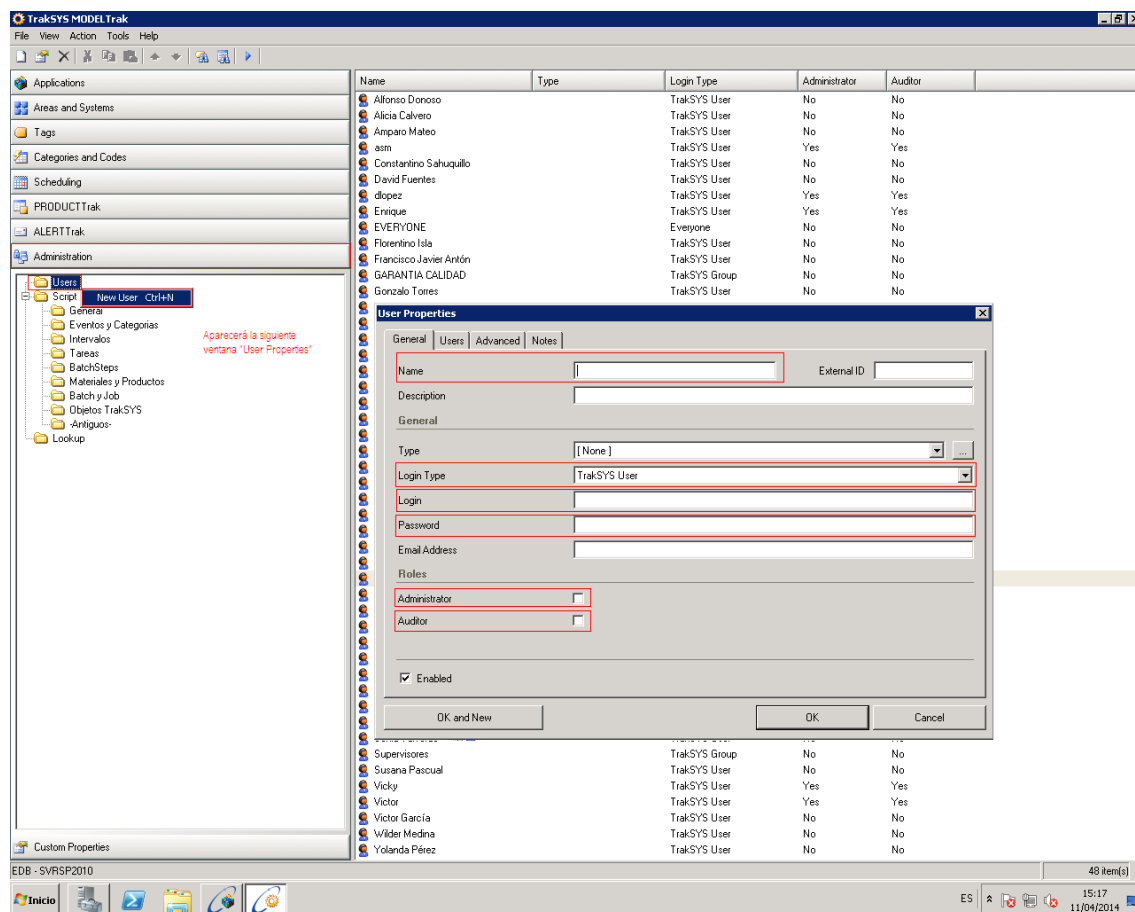 TrakSYS MODELTrak
File View Action Tools Help
Applications
Areas and Systems
Tags
Categories and Codes
Scheduling
PRODUCTTrak
ALERTTrak
Administration
Users
Script
New User Ctrl+N
General
Eventos y Categorias
Intervalos
Tareas
BatchSteps
Materiales y Productos
Batch y Job
Objetos TrakSYS
-Antiguos-
Lookup
Aparecerá la siguiente
ventana "User Properties"
Custom Properties
Name Type Login Type Administrator Auditor
Alfonso Donoso TrakSYS User No No
Alicia Calvero TrakSYS User No No
Amparo Mateo TrakSYS User No No
asm TrakSYS User Yes Yes
Constantino Sahuquillo TrakSYS User No No
David Fuentes TrakSYS User No No
dlopez TrakSYS User Yes Yes
Enrique TrakSYS User Yes Yes
EVERYONE Everyone No No
Florentino Isla TrakSYS User No No
Francisco Javier Antón TrakSYS User No No
GARANTIA CALIDAD TrakSYS Group No No
Gonzalo Torres TrakSYS User No No
User Properties
General Users Advanced Notes
Name External ID
Description
General
Type [ None ] ...
Login Type TrakSYS User
Login
Password
Email Address
Roles
Administrator
Auditor
Enabled
OK and New OK Cancel
Supervisores TrakSYS Group No No
Susana Pascual TrakSYS User No No
Vicky TrakSYS User Yes Yes
Victor TrakSYS User Yes Yes
Victor García TrakSYS User No No
Wilder Medina TrakSYS User No No
Yolanda Pérez TrakSYS User No No
EDB - SVRSP2010 48 item(s)
Inicio ES 15:17
11/04/2014